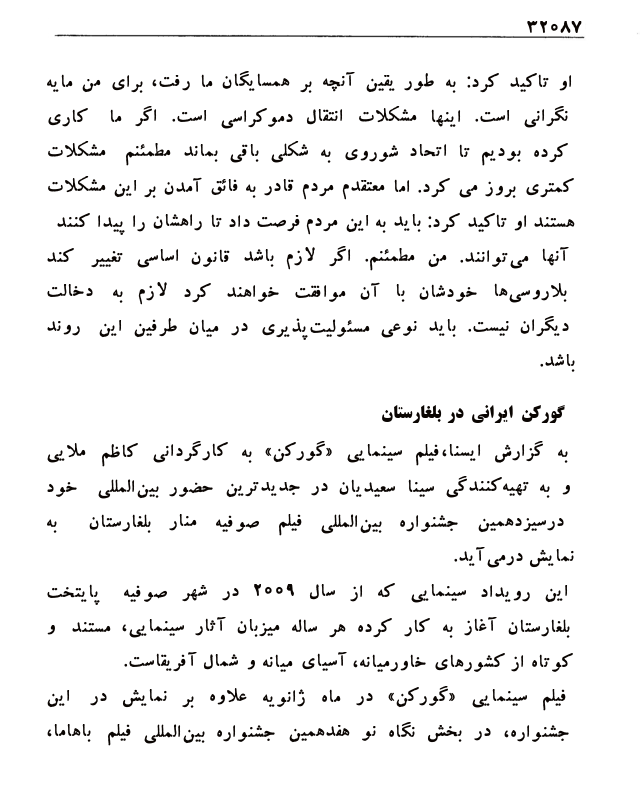 ۳۲۰۸۷
او تاکید کرد: به طور یقین آنچه بر همسایگان ما رفت، برای من مایه
نگرانی است. اینها مشکلات انتقال دموکراسی است. اگر ما کاری
کرده بودیم تا اتحاد شوروی به شکلی باقی بماند مطمئنم مشکلات
کمتری بروز می کرد. اما معتقدم مردم قادر به فائق آمدن بر این مشکلات
هستند او تاکید کرد: باید به این مردم فرصت داد تا راهشان را پیدا کنند
آنها می‌توانند. من مطمئنم. اگر لازم باشد قانون اساسی تغییر کند
بلاروسی‌ها خودشان با آن موافقت خواهند کرد لازم به دخالت
دیگران نیست. باید نوعی مسئولیت‌پذیری در میان طرفین این روند
باشد.
گورکن ایرانی در بلغارستان
به گزارش ایسنا،فیلم سینمایی «گورکن» به کارگردانی کاظم ملایی
و به تهیه‌کنندگی سینا سعیدیان در جدیدترین حضور بین‌المللی خود
درسیزدهمین جشنواره بین‌المللی فیلم صوفیه منار بلغارستان به
نمایش درمی‌آید.
این رویداد سینمایی که از سال ۲۰۰۹ در شهر صوفیه پایتخت
بلغارستان آغاز به کار کرده هر ساله میزبان آثار سینمایی، مستند و
کوتاه از کشورهای خاورمیانه، آسیای میانه و شمال آفریقاست.
فیلم سینمایی «گورکن» در ماه ژانویه علاوه بر نمایش در این
جشنواره، در بخش نگاه نو هفدهمین جشنواره بین‌المللی فیلم باهاما،